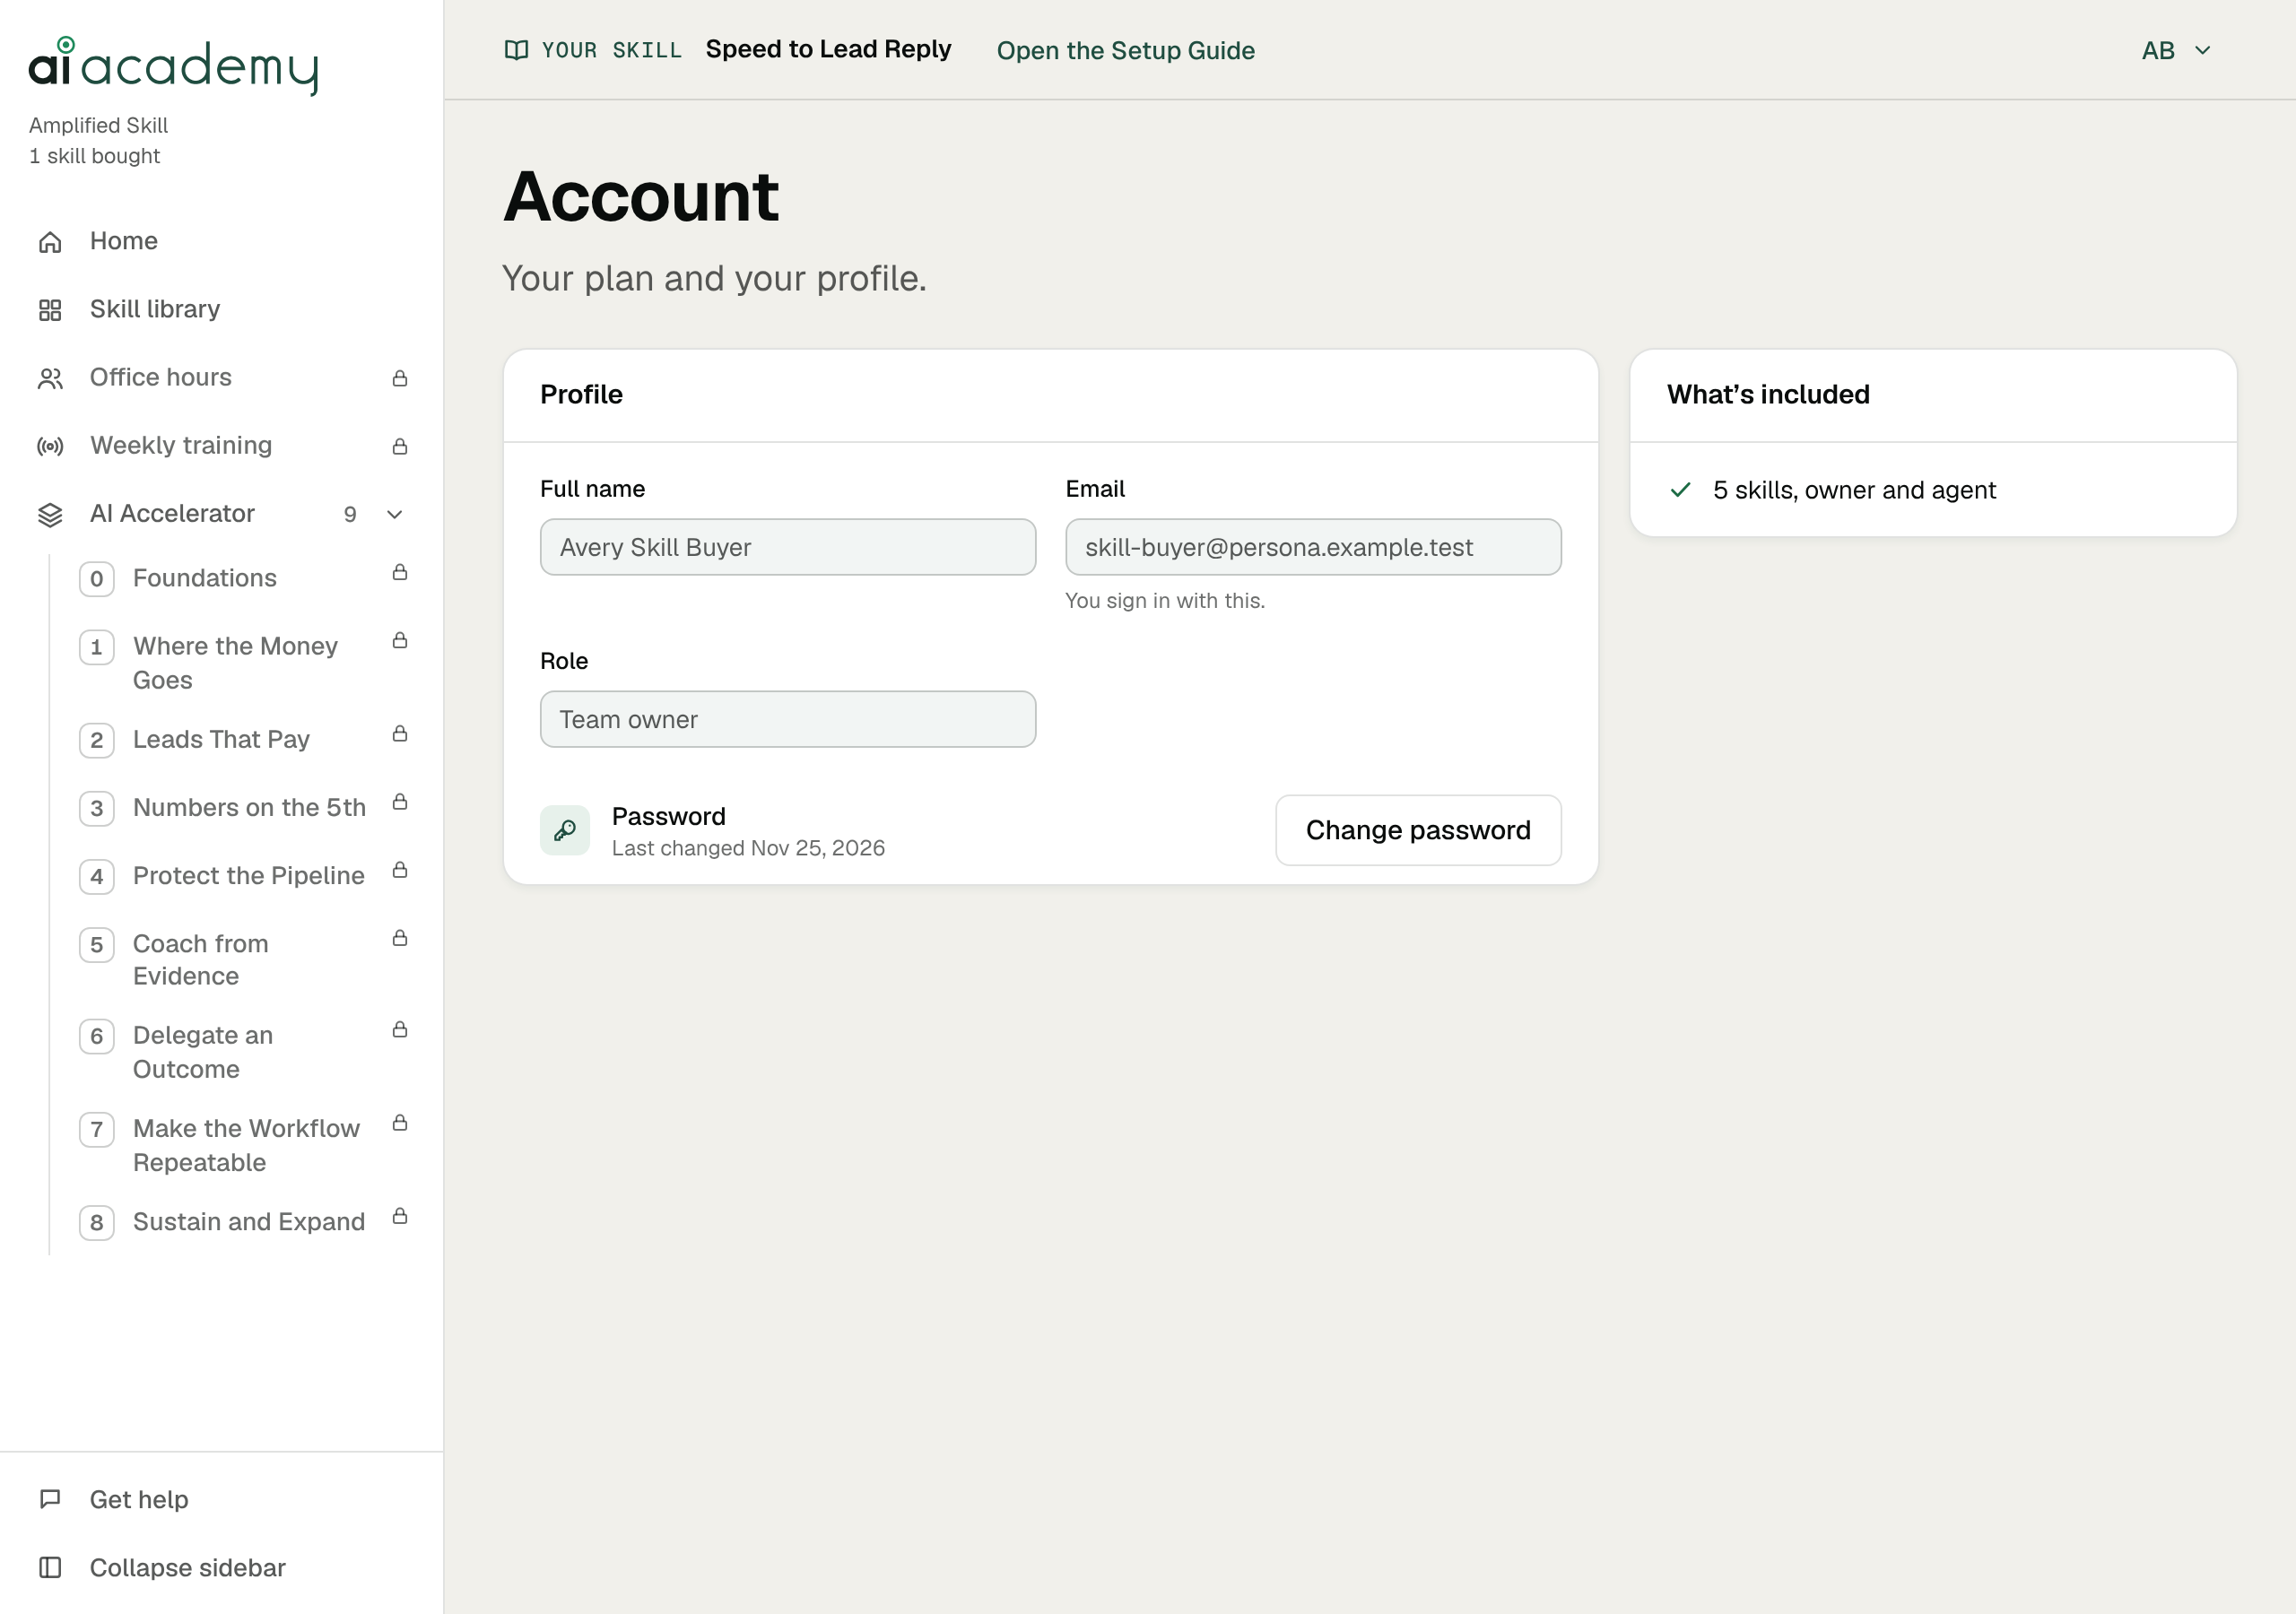 ai academy
Amplified Skill
1 skill bought
Home
Skill library
Office hours
Weekly training
AI Accelerator 9
0 Foundations
1 Where the Money
Goes
2 Leads That Pay
3 Numbers on the 5th
4 Protect the Pipeline
5 Coach from
Evidence
6 Delegate an
Outcome
7 Make the Workflow
Repeatable
8 Sustain and Expand
Get help
Collapse sidebar
YOUR SKILL Speed to Lead Reply Open the Setup Guide AB
Account
Your plan and your profile.
Profile
Full name Email
Avery Skill Buyer skill-buyer@persona.example.test
You sign in with this.
Role
Team owner
Password
Last changed Nov 25, 2026
Change password
What’s included
5 skills, owner and agent